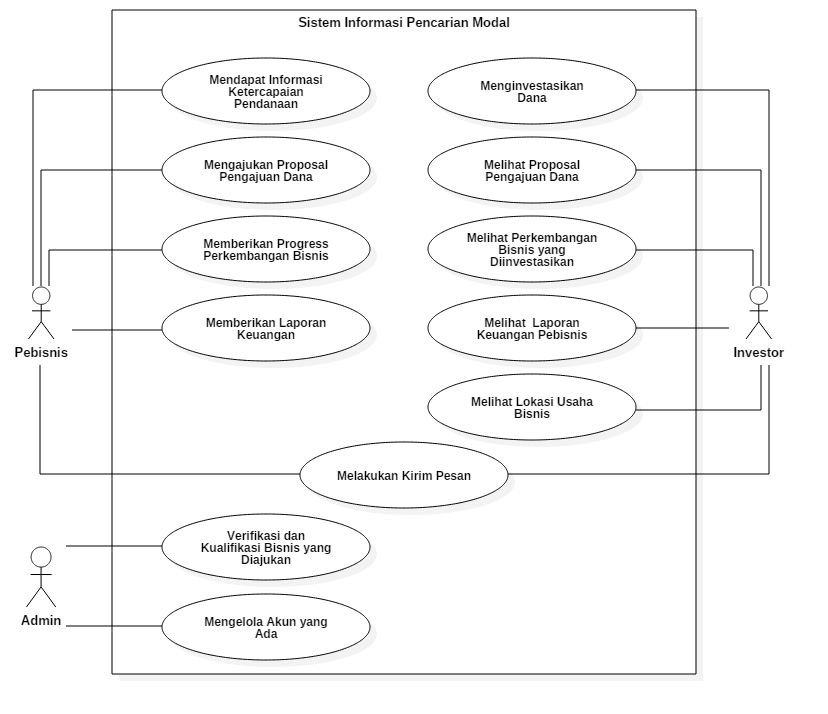 Sistem Informasi Pencarian Modal
Mendapat Informasi
Ketercapaian
Pendanaan
Menginvestasikan
Dana
Mengajukan Proposal
Pengajuan Dana
Melihat Proposal
Pengajuan Dana
Memberikan Progress
Perkembangan Bisnis
Melihat Perkembangan
Bisnis yang
Diinvestasikan
Memberikan Laporan
Keuangan
Melihat  Laporan
Keuangan Pebisnis
Pebisnis
Investor
Melihat Lokasi Usaha
Bisnis
Melakukan Kirim Pesan
Verifikasi dan
Kualifikasi Bisnis yang
Diajukan
Admin
Mengelola Akun yang
Ada